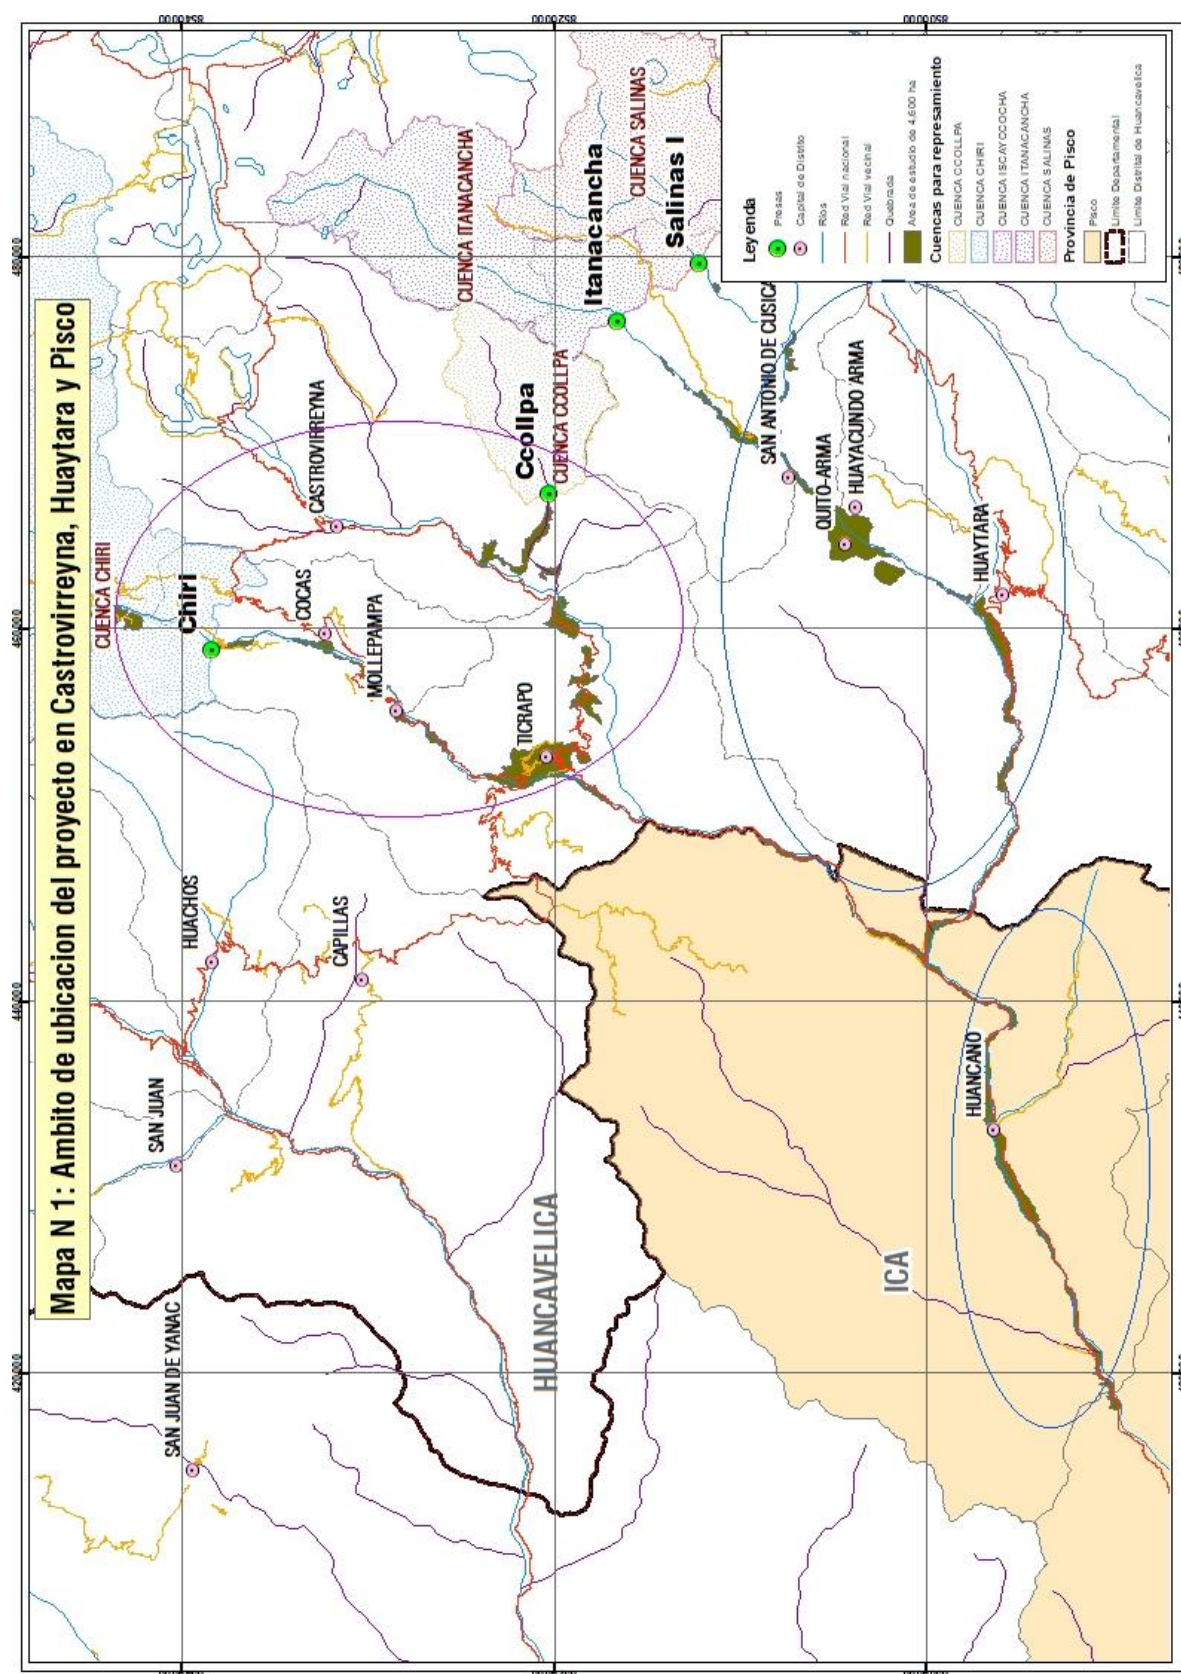 Mapa N 1: Ambito de ubicacion del proyecto en Castrovirreyna, Huaytara y Pisco
CUENCA CHIRI
Chiri
SAN JUAN DE YANAC
SAN JUAN
HUACHOS
CAPILLAS
COCAS
MOLLEPAMPA
CASTROVIRREYNA
TICRAPO
CUENCA ITANACANCHA
Ccollpa
CUENCA CCOLLPA
Itanacancha
CUENCA SALINAS
Salinas I
HUANCAVELICA
SAN ANTONIO DE CUSICA
QUITO-ARMA
HUAYACUNDO ARMA
HUAYTARA
ICA
HUANCANO
Leyenda
Presas
Capital de Distrito
Rios
Red Vial nacional
Red Vial vecinal
Quebrada
Area de estudio de 4,600 ha
Cuencas para represamiento
CUENCA CCOLLPA
CUENCA CHIRI
CUENCA ISCAYCCOCHA
CUENCA ITANACANCHA
CUENCA SALINAS
Provincia de Pisco
Pisco
Limite Departamental
Limite Distrital de Huancavelica